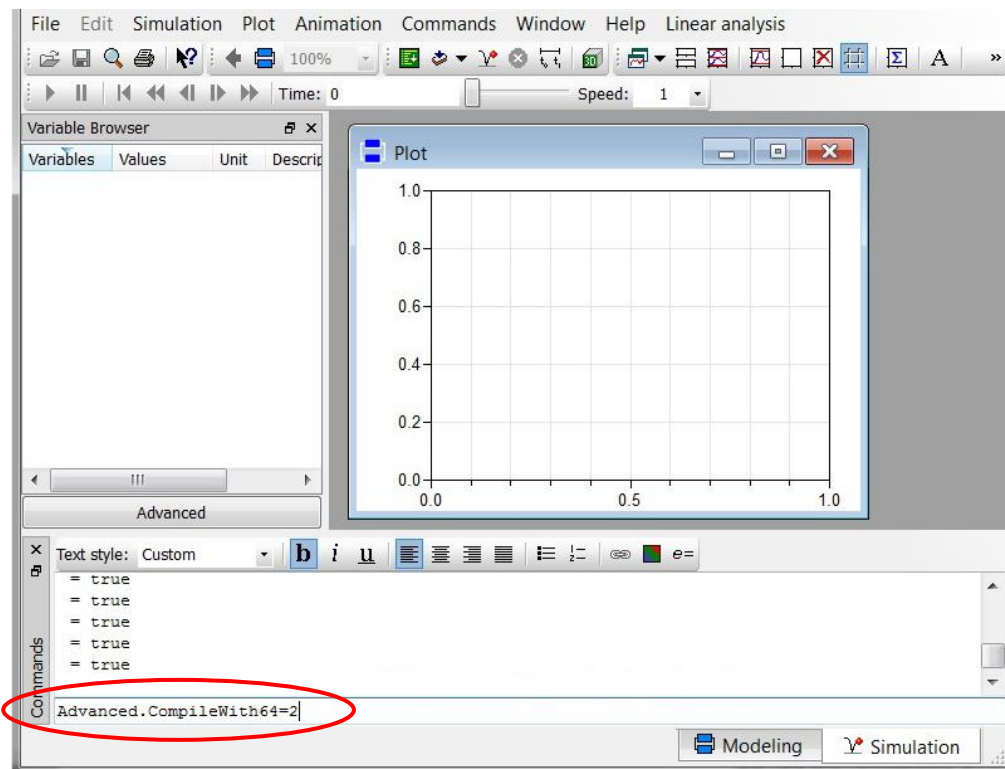 File Edit Simulation Plot Animation Commands Window Help Linear analysis
100% 3D Σ A »
Time: 0 Speed: 1
Variable Browser
Variables Values Unit Descrip
Plot
1.0
0.8
0.6
0.4
0.2
0.0
0.0 0.5 1.0
Advanced
Text style: Custom b i u e=
= true
= true
= true
= true
= true
Commands
Advanced.CompileWith64=2
Modeling Simulation